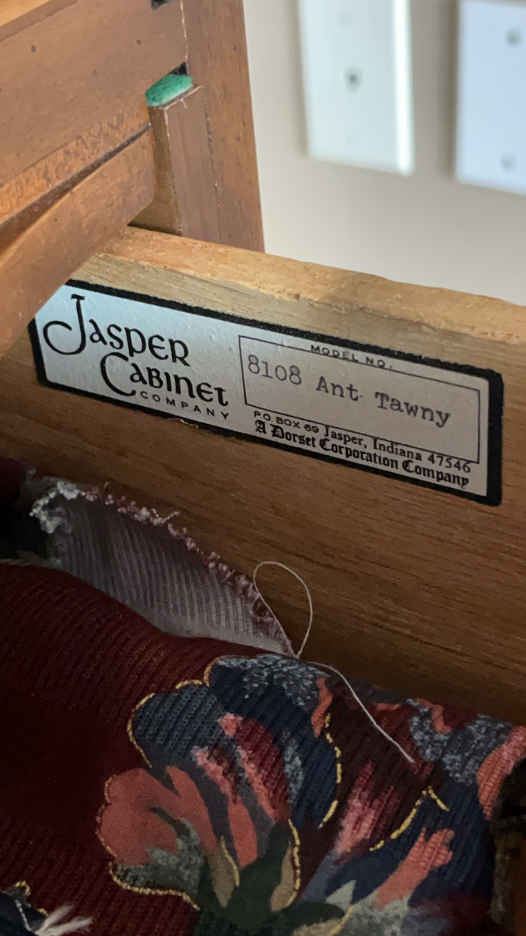 Jasper
Cabinet
COMPANY
MODEL NO.
8108 Ant Tawny
P.O. BOX 69 Jasper, Indiana 47546
A Dorset Corporation Company